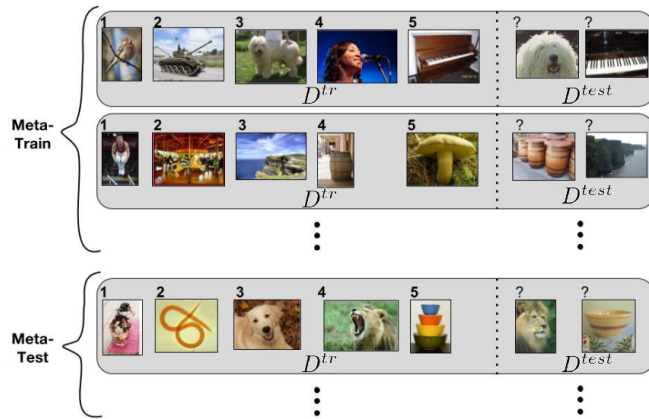 1 2 3 4 5 ? ?
D^{tr} D^{test}
Meta-
Train
1 2 3 4 5 ? ?
D^{tr} D^{test}
1 2 3 4 5 ? ?
Meta-
Test
D^{tr} D^{test}